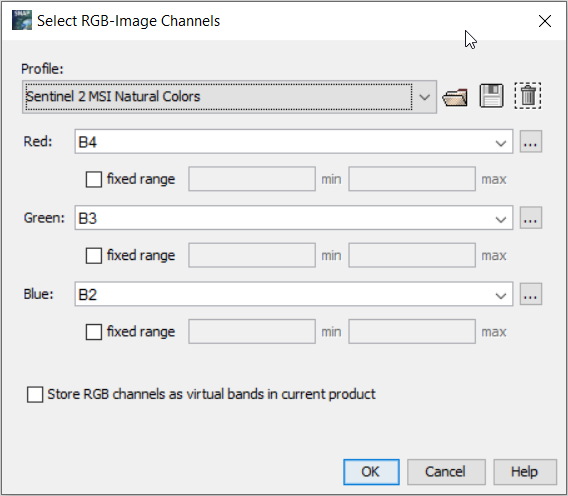 Select RGB-Image Channels
Profile:
Sentinel 2 MSI Natural Colors
Red: B4 ...
fixed range min max
Green: B3 ...
fixed range min max
Blue: B2 ...
fixed range min max
Store RGB channels as virtual bands in current product
OK Cancel Help